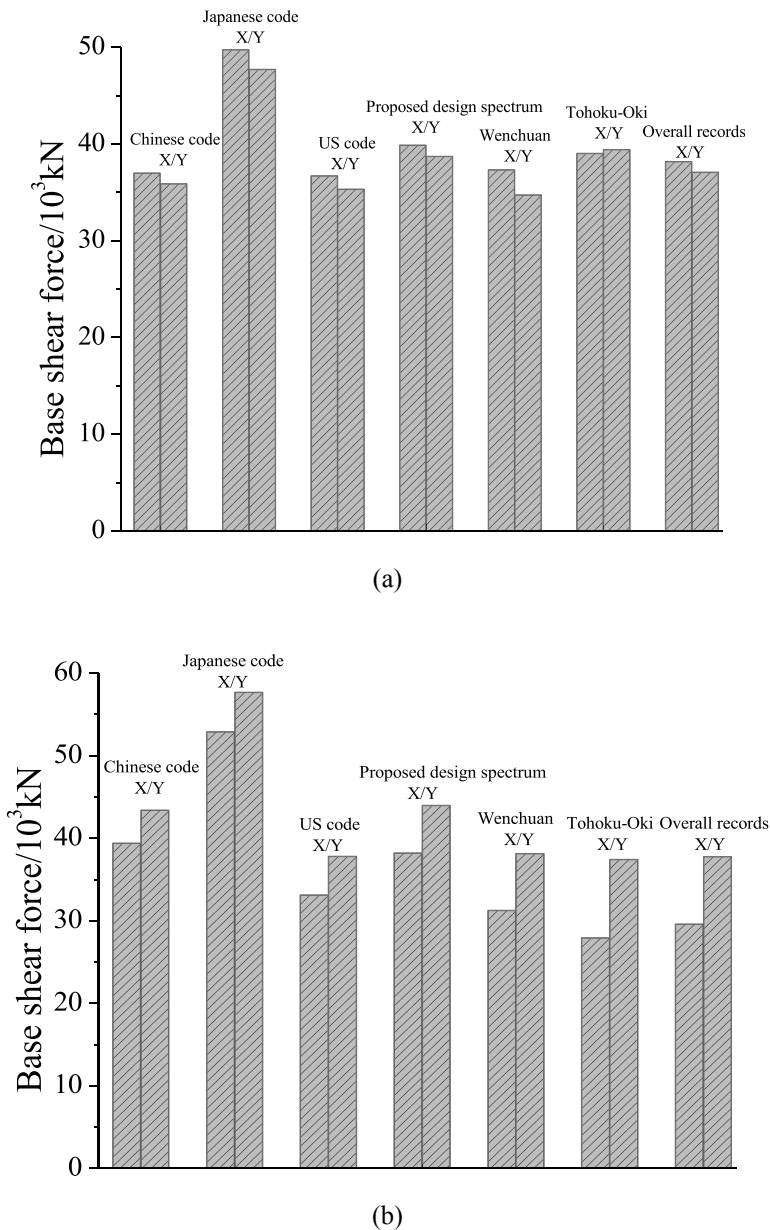 Japanese code
X/Y
50
Proposed design spectrum
X/Y
Tohoku-Oki
X/Y
Chinese code
X/Y
US code
X/Y
Wenchuan
X/Y
Overall records
X/Y
40
30
20
10
0
Base shear force/10³kN
(a)
60
Japanese code
X/Y
Chinese code
X/Y
Proposed design spectrum
X/Y
50
US code
X/Y
Wenchuan
X/Y
Tohoku-Oki
X/Y
Overall records
X/Y
40
30
20
10
0
Base shear force/10³kN
(b)